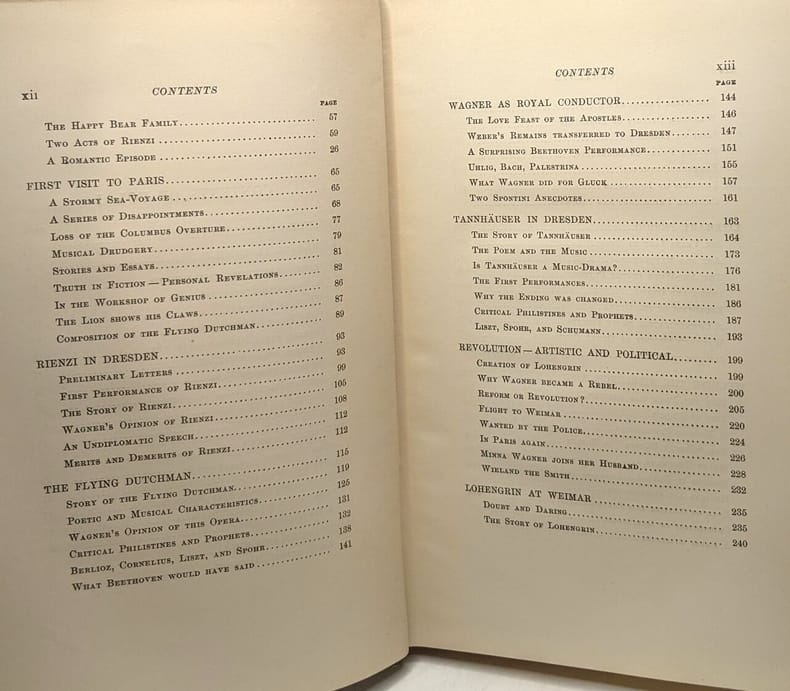 xii
CONTENTS
PAGE
The Happy Bear Family 57
Two Acts of Rienzi 59
A Romantic Episode 26
FIRST VISIT TO PARIS 65
A Stormy Sea-Voyage 65
A Series of Disappointments 68
Loss of the Columbus Overture 77
Musical Drudgery 79
Stories and Essays 81
Truth in Fiction — Personal Revelations 82
In the Workshop of Genius 86
The Lion shows his Claws 87
Composition of the Flying Dutchman 89
RIENZI IN DRESDEN 93
Preliminary Letters 93
First Performance of Rienzi 99
The Story of Rienzi 105
Wagner's Opinion of Rienzi 108
An Undiplomatic Speech 112
Merits and Demerits of Rienzi 112
THE FLYING DUTCHMAN 115
Story of the Flying Dutchman 119
Poetic and Musical Characteristics 125
Wagner's Opinion of this Opera 131
Critical Philistines and Prophets 132
Berlioz, Cornelius, Liszt, and Spohr 138
What Beethoven would have said 141
xiii
CONTENTS
PAGE
WAGNER AS ROYAL CONDUCTOR 144
The Love Feast of the Apostles 146
Weber's Remains transferred to Dresden 147
A Surprising Beethoven Performance 151
Uhlig, Bach, Palestrina 155
What Wagner did for Gluck 157
Two Spontini Anecdotes 161
TANNHÄUSER IN DRESDEN 163
The Story of Tannhäuser 164
The Poem and the Music 173
Is Tannhäuser a Music-Drama? 176
The First Performances 181
Why the Ending was changed 186
Critical Philistines and Prophets 187
Liszt, Spohr, and Schumann 193
REVOLUTION — ARTISTIC AND POLITICAL 199
Creation of Lohengrin 199
Why Wagner became a Rebel 200
Reform or Revolution? 205
Flight to Weimar 220
Wanted by the Police 224
In Paris again 226
Minna Wagner joins her Husband 228
Wieland the Smith 232
LOHENGRIN AT WEIMAR 235
Doubt and Daring 235
The Story of Lohengrin 240